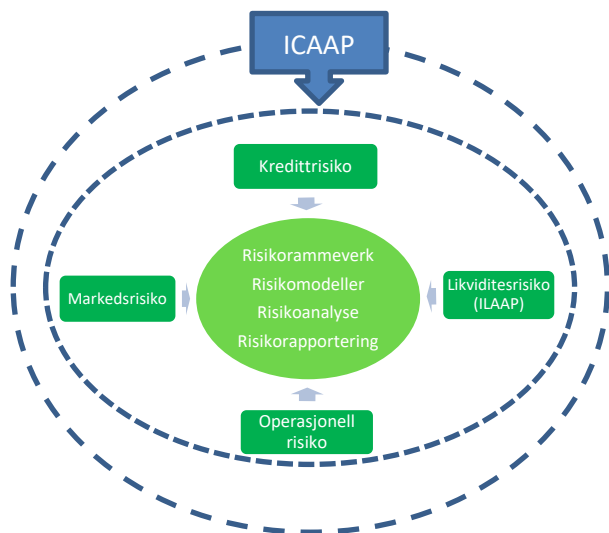 ICAAP
Kredittrisiko
Risikorammeverk
Risikomodeller
Risikoanalyse
Risikorapportering
Markedsrisiko
Likviditesrisiko
(ILAAP)
Operasjonell
risiko